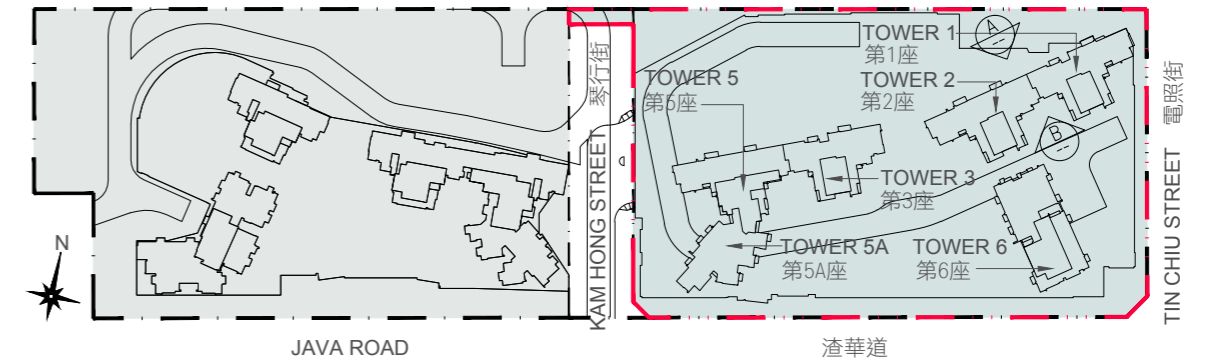 TOWER 1
第1座
A
TOWER 2
第2座
TOWER 5
第5座
B
TOWER 3
第3座
TOWER 5A
第5A座
TOWER 6
第6座
琴行街
KAM HONG STREET
電照街
TIN CHIU STREET
N
JAVA ROAD
渣華道